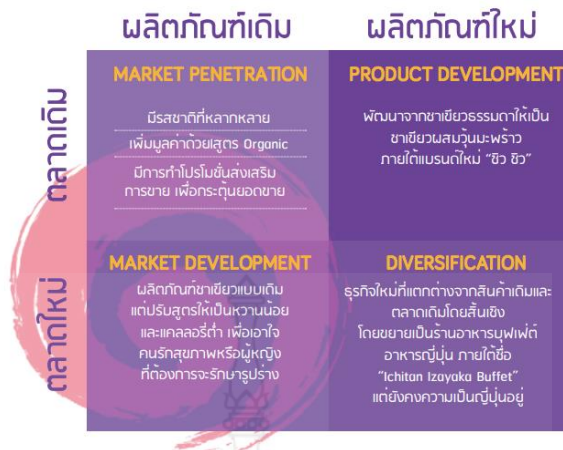 ผลิตภัณฑ์เดิม
ผลิตภัณฑ์ใหม่
ตลาดเดิม
MARKET PENETRATION
มีรสชาติที่หลากหลาย
เพิ่มมูลค่าด้วยสูตร Organic
มีการทำโปรโมชั่นส่งเสริม
การขาย เพื่อกระตุ้นยอดขาย
PRODUCT DEVELOPMENT
พัฒนาจากชาเขียวธรรมดาให้เป็น
ชาเขียวผสมวุ้นมะพร้าว
ภายใต้แบรนด์ใหม่ "ชิว ชิว"
ตลาดใหม่
MARKET DEVELOPMENT
ผลิตภัณฑ์ชาเขียวแบบเดิม
แต่ปรับสูตรให้เป็นหวานน้อย
และแคลลอรี่ต่ำ เพื่อเอาใจ
คนรักสุขภาพหรือผู้หญิง
ที่ต้องการจะรักษารูปร่าง
DIVERSIFICATION
ธุรกิจใหม่ที่แตกต่างจากสินค้าเดิมและ
ตลาดเดิมโดยสิ้นเชิง
โดยขยายเป็นร้านอาหารบุฟเฟ่ต์
อาหารญี่ปุ่น ภายใต้ชื่อ
"Ichitan Izayaka Buffet"
แต่ยังคงความเป็นญี่ปุ่นอยู่